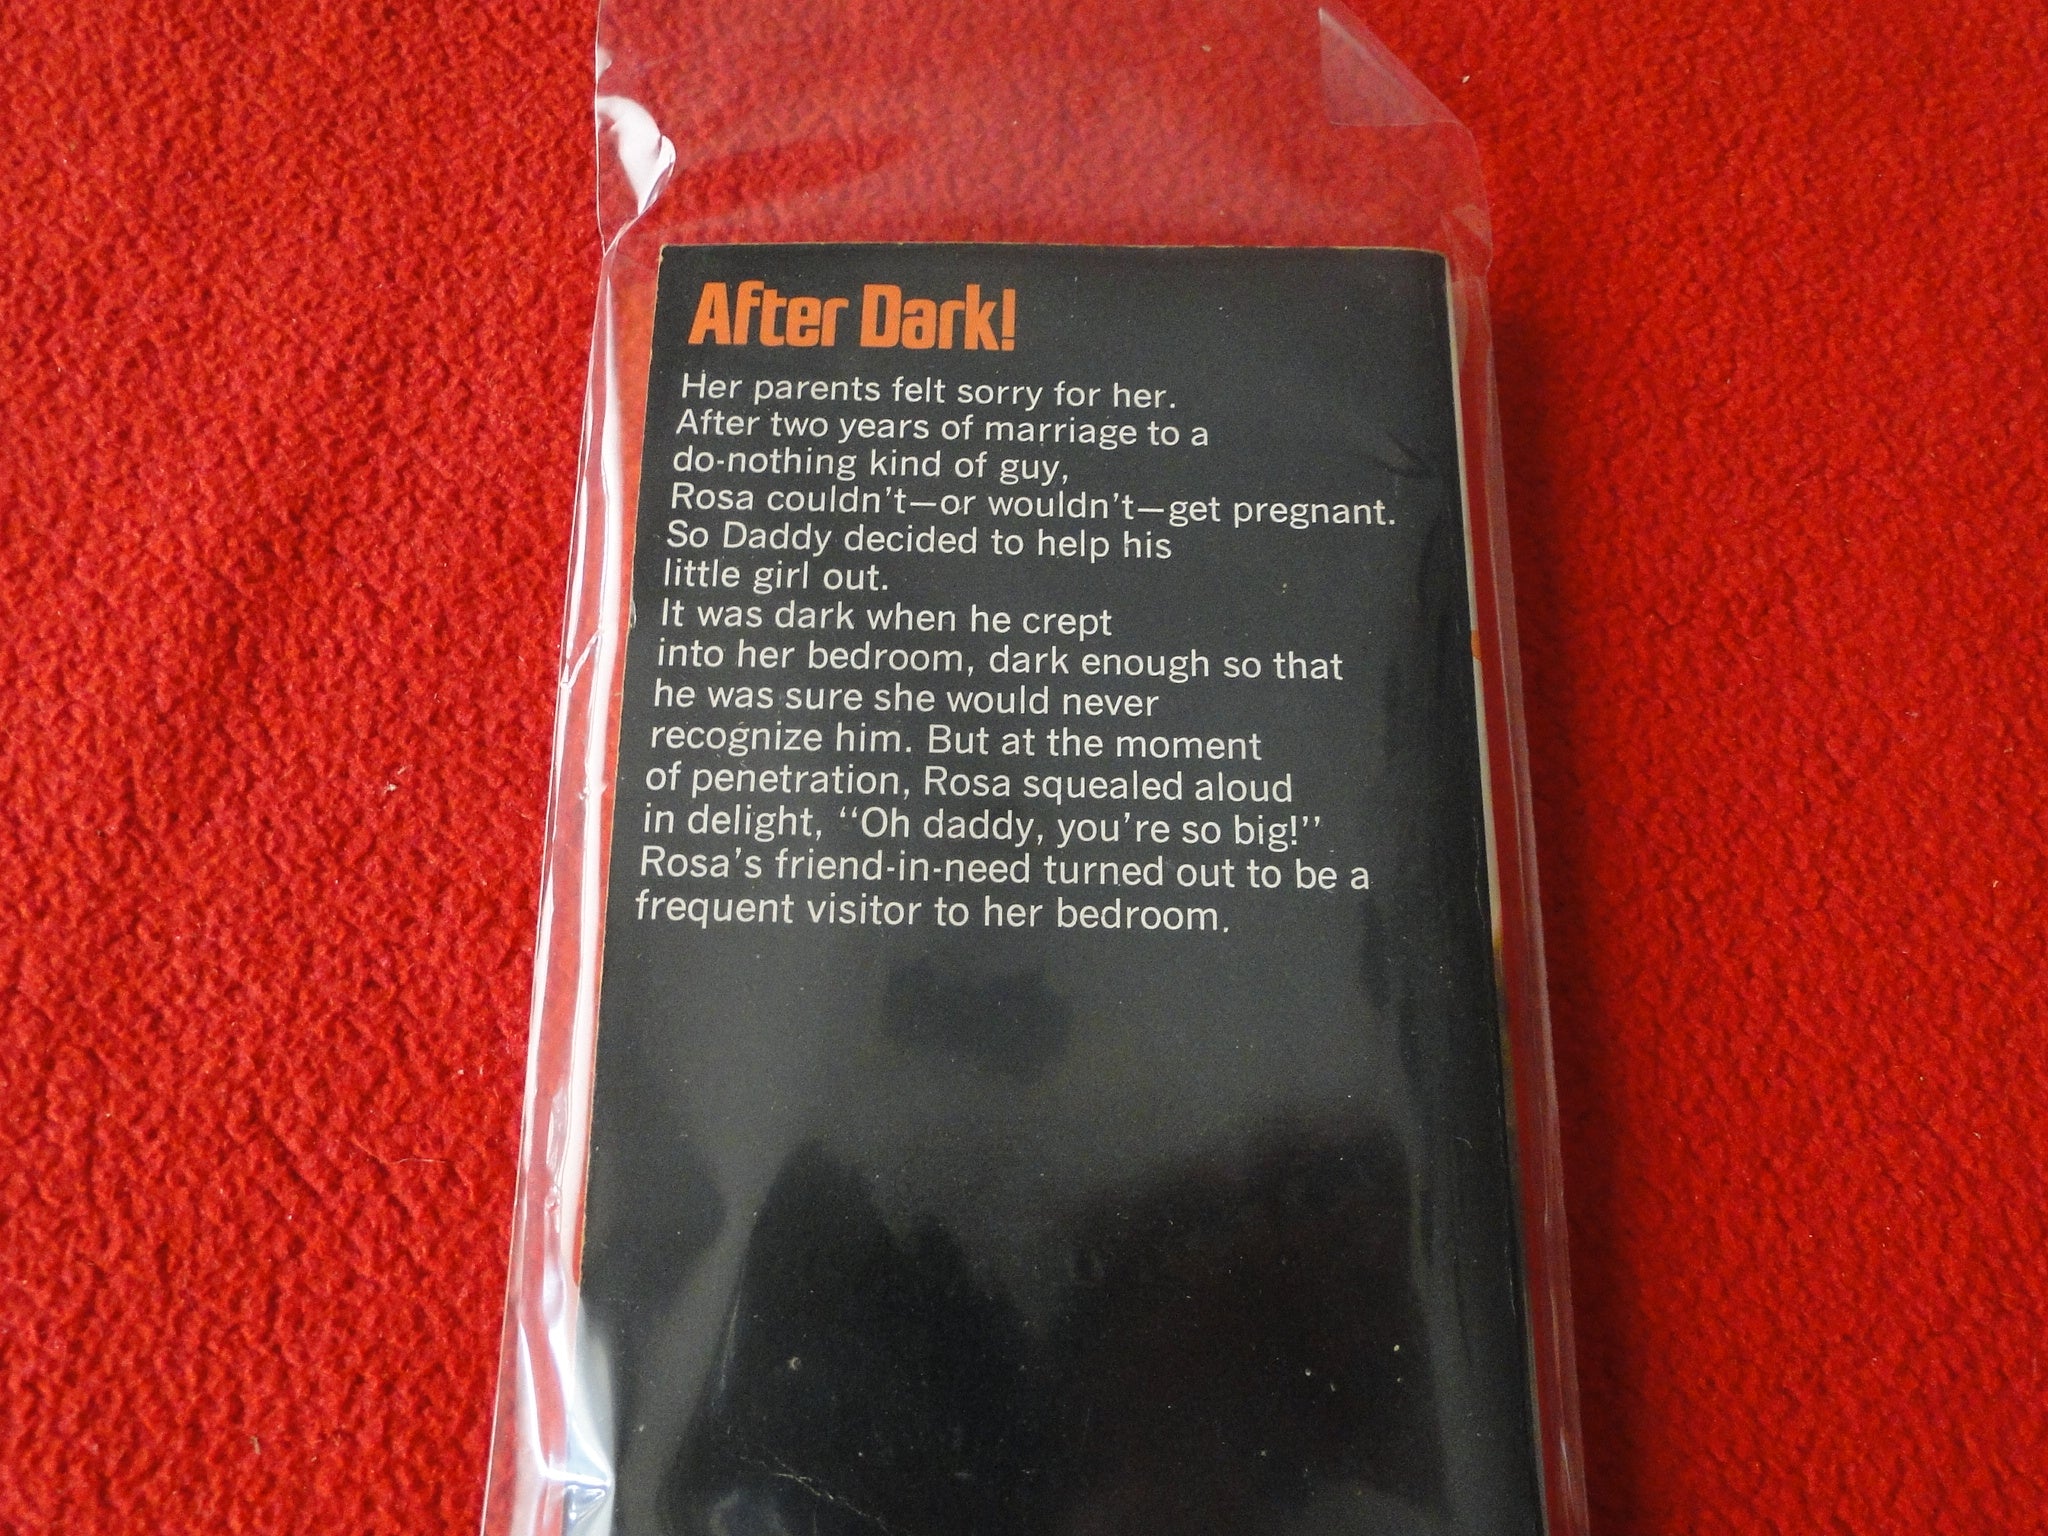 After Dark!
Her parents felt sorry for her.
After two years of marriage to a
do-nothing kind of guy,
Rosa couldn't—or wouldn't—get pregnant.
So Daddy decided to help his
little girl out.
It was dark when he crept
into her bedroom, dark enough so that
he was sure she would never
recognize him. But at the moment
of penetration, Rosa squealed aloud
in delight, "Oh daddy, you're so big!"
Rosa's friend-in-need turned out to be a
frequent visitor to her bedroom.